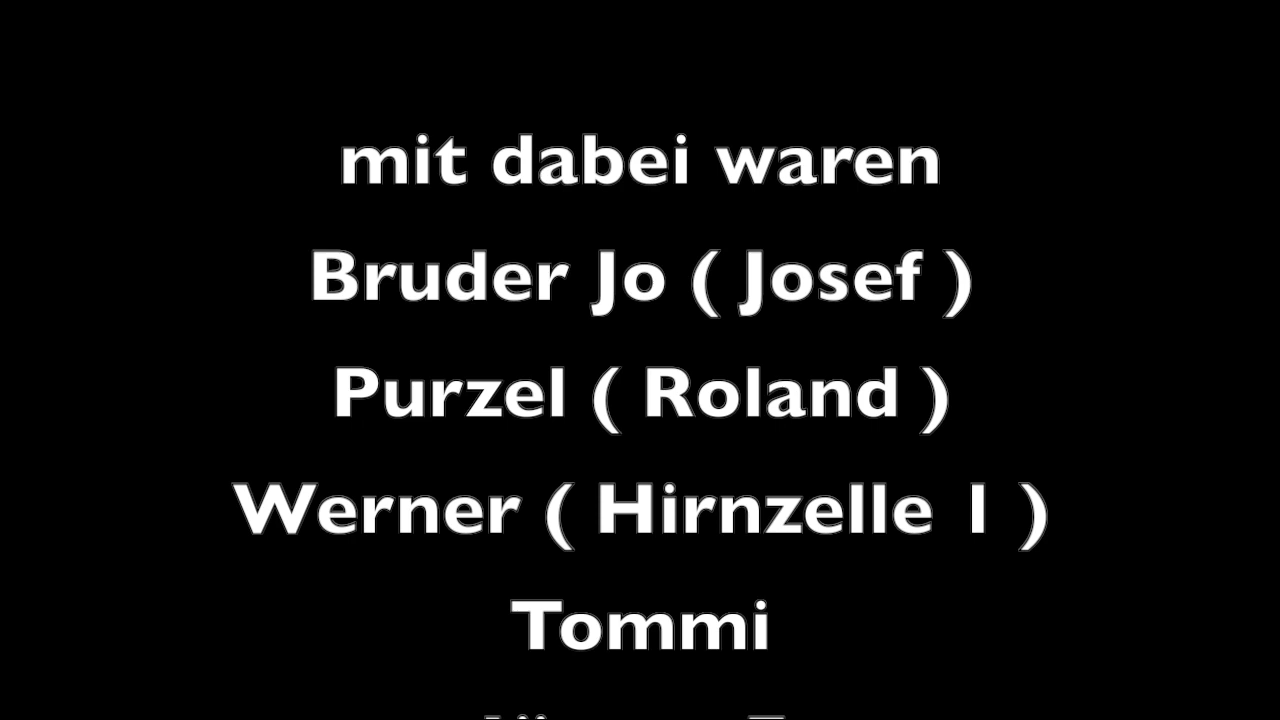 mit dabei waren
Bruder Jo ( Josef )
Purzel ( Roland )
Werner ( Hirnzelle 1 )
Tommi